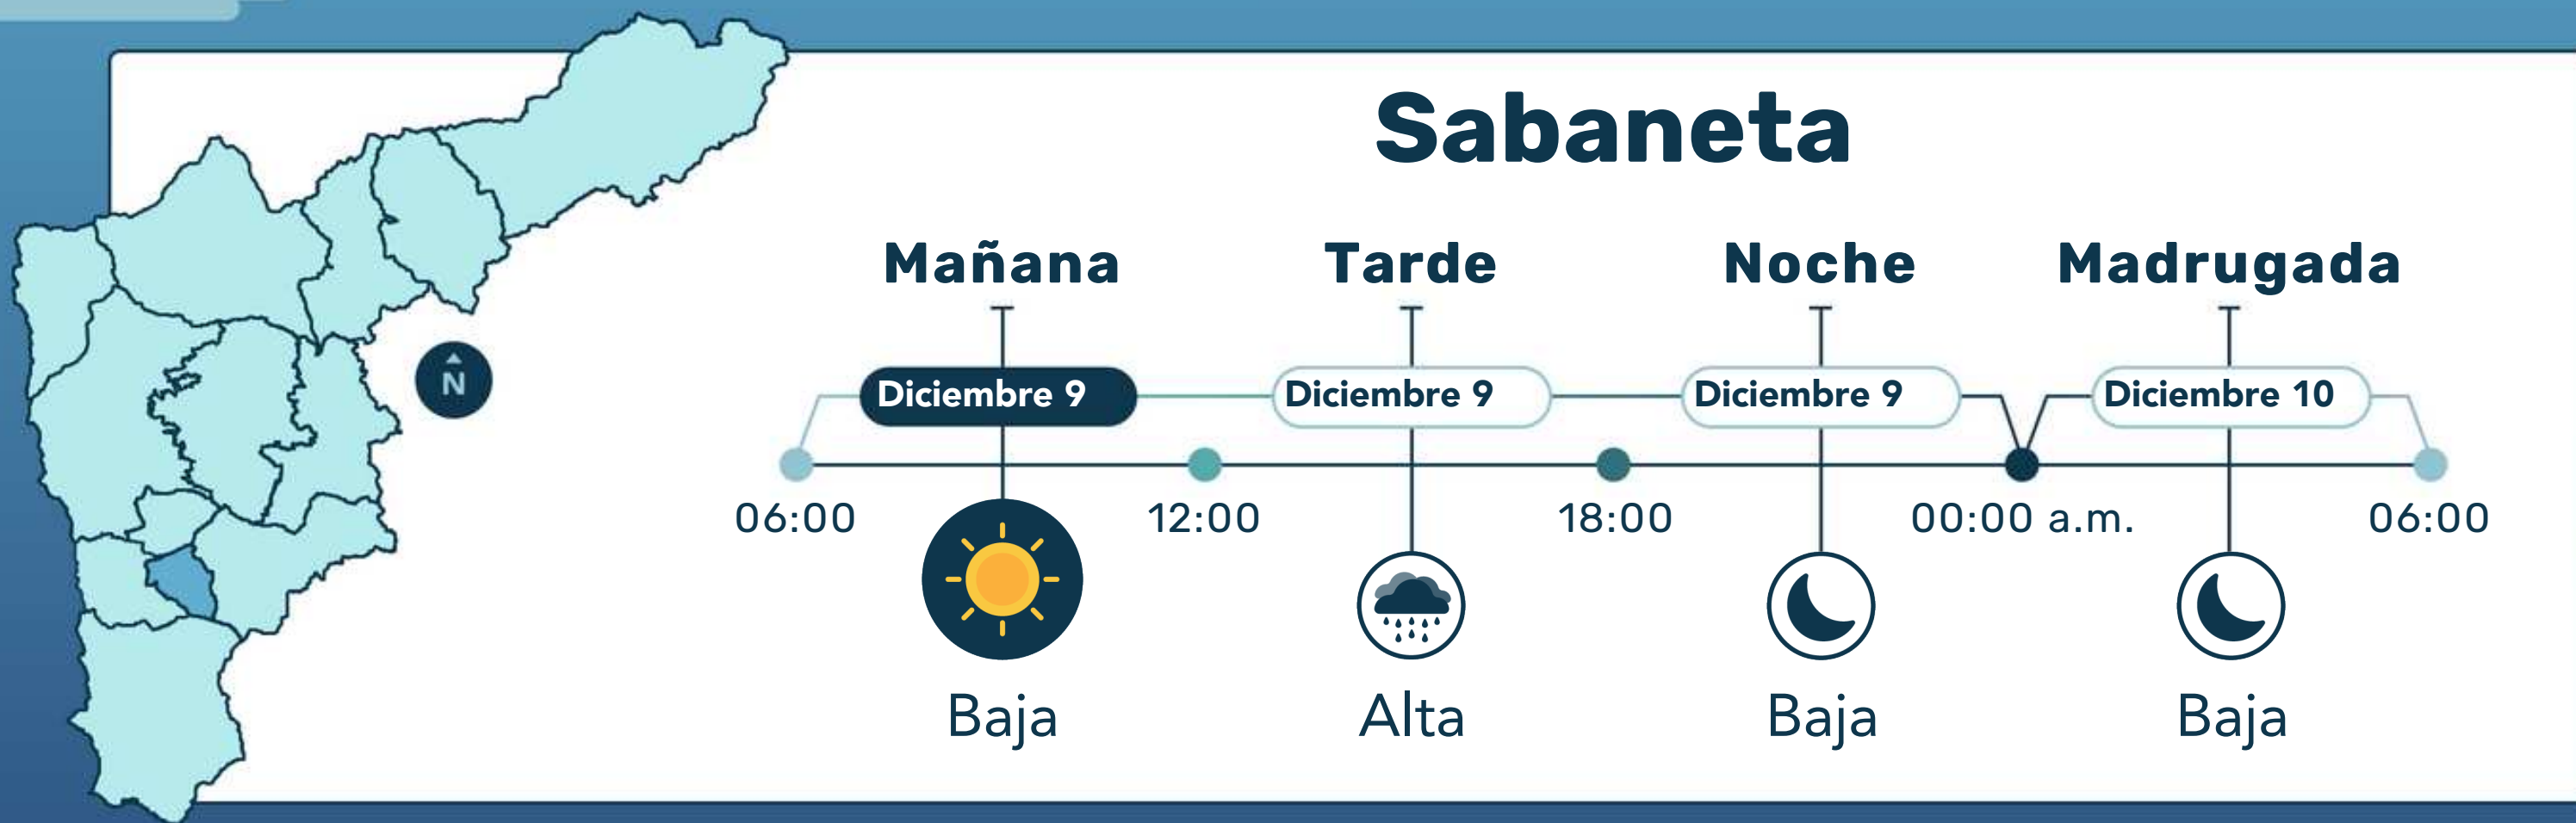 Sabaneta
Mañana Tarde Noche Madrugada
N
Diciembre 9 Diciembre 9 Diciembre 9 Diciembre 10
06:00 12:00 18:00 00:00 a.m. 06:00
Baja Alta Baja Baja